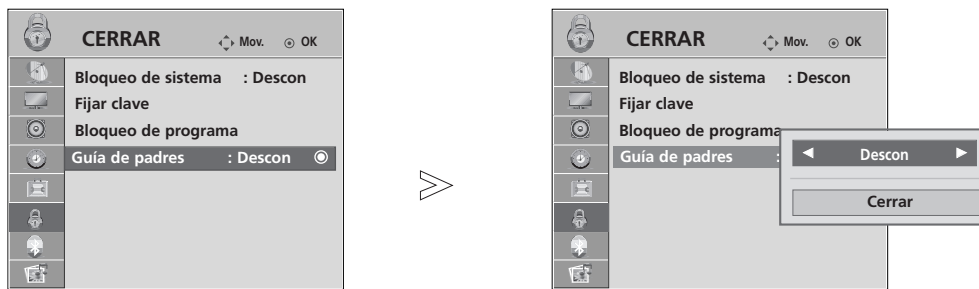 CERRAR Mov. OK
Bloqueo de sistema : Descon
Fijar clave
Bloqueo de programa
Guía de padres : Descon
CERRAR Mov. OK
Bloqueo de sistema : Descon
Fijar clave
Bloqueo de programa
Guía de padres :
Descon
Cerrar